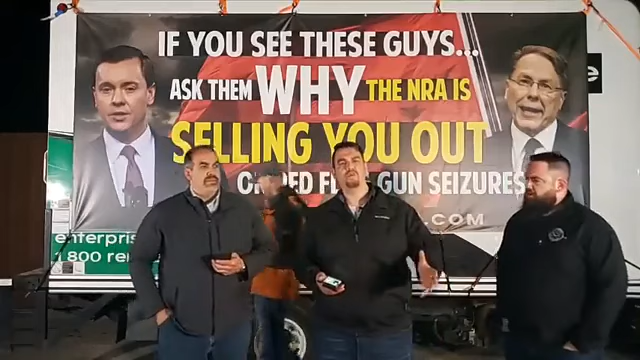 IF YOU SEE THESE GUYS...
ASK THEM WHY THE NRA IS
SELLING YOU OUT
GUN SEIZURES
.COM
e
enterpris
1 800 ren